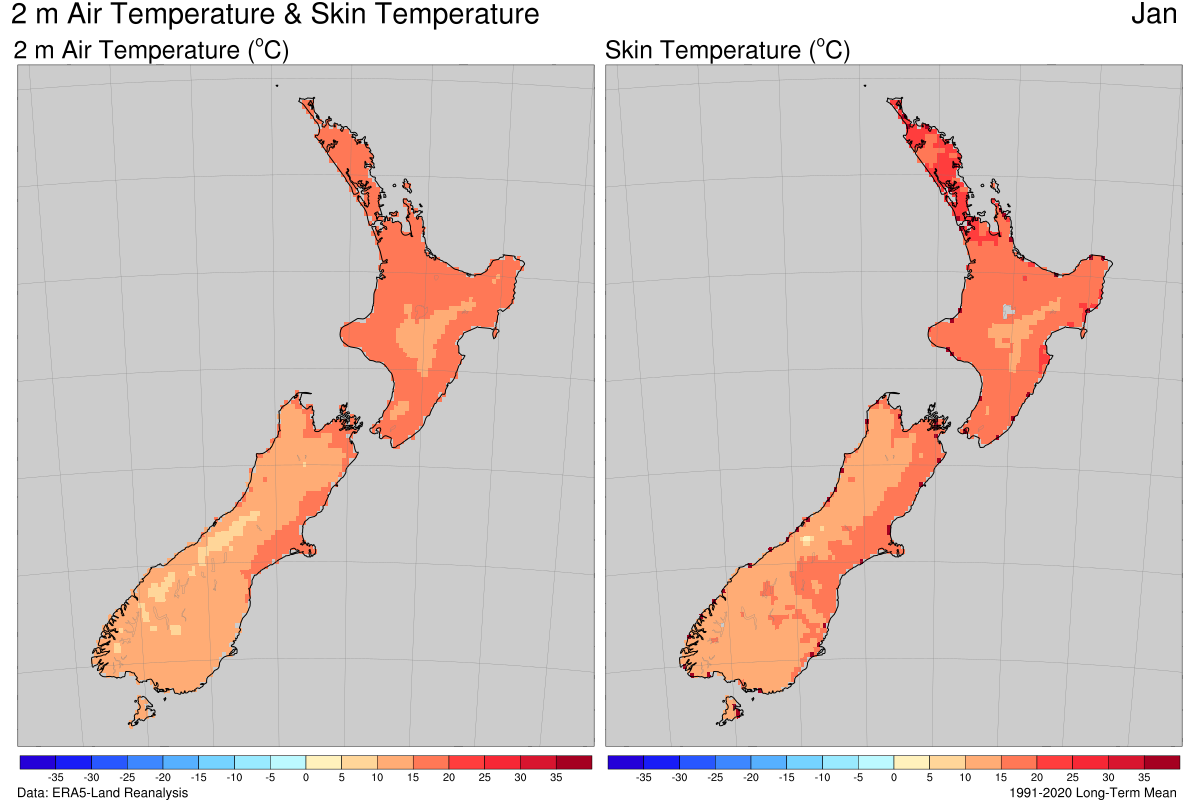 2 m Air Temperature & Skin Temperature Jan
2 m Air Temperature (°C) Skin Temperature (°C)
-35 -30 -25 -20 -15 -10 -5 0 5 10 15 20 25 30 35 -35 -30 -25 -20 -15 -10 -5 0 5 10 15 20 25 30 35
Data: ERA5-Land Reanalysis 1991-2020 Long-Term Mean